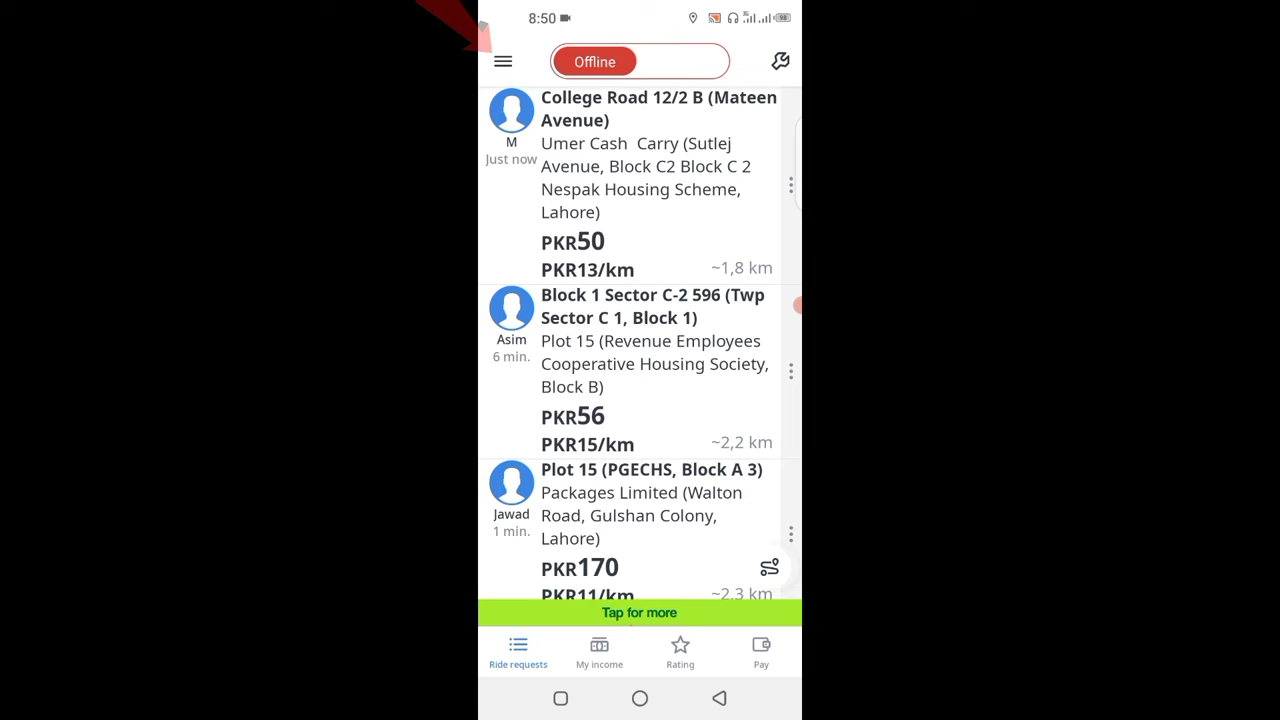 8:50
3G
98
Offline
College Road 12/2 B (Mateen
Avenue)
M
Just now
Umer Cash Carry (Sutlej
Avenue, Block C2 Block C 2
Nespak Housing Scheme,
Lahore)
PKR50
PKR13/km
~1,8 km
Block 1 Sector C-2 596 (Twp
Sector C 1, Block 1)
Asim
6 min.
Plot 15 (Revenue Employees
Cooperative Housing Society,
Block B)
PKR56
PKR15/km
~2,2 km
Plot 15 (PGECHS, Block A 3)
Jawad
1 min.
Packages Limited (Walton
Road, Gulshan Colony,
Lahore)
PKR170
PKR11/km
~2,3 km
Tap for more
Ride requests
My income
Rating
Pay